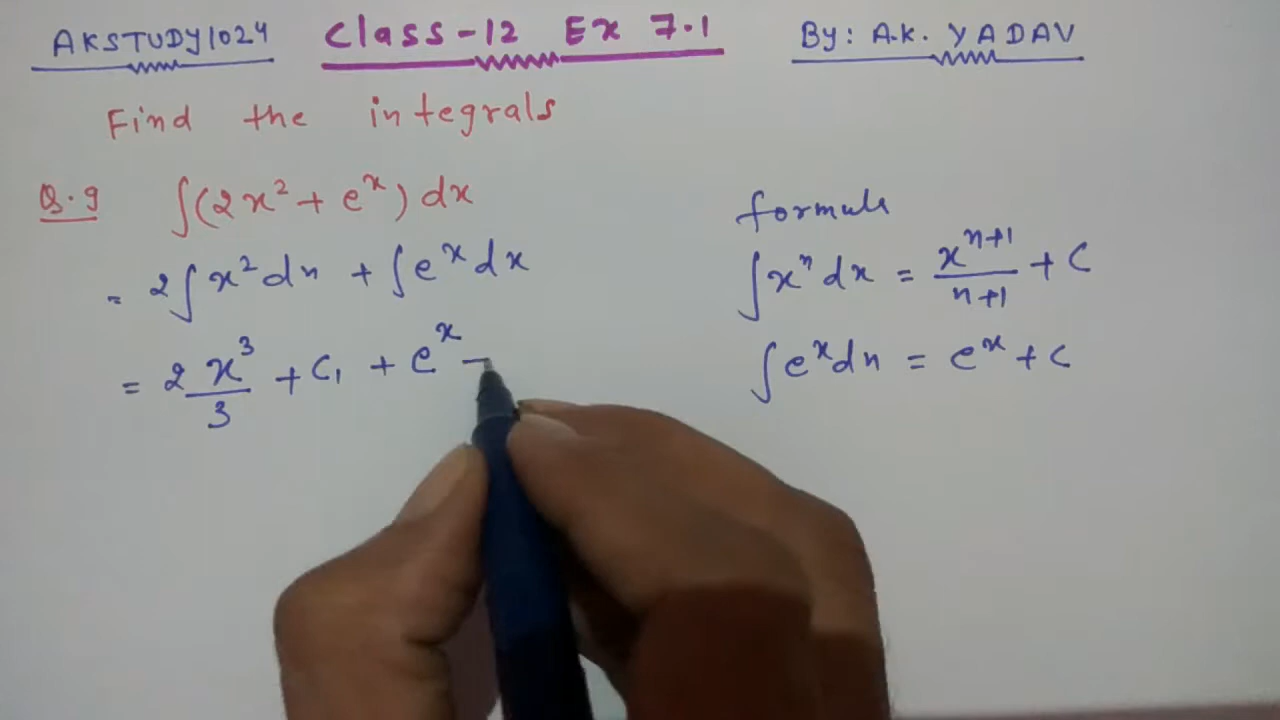 AKSTUDY1024 Class-12 Ex 7.1 By: A.K. YADAV
Find the integrals
Q.9 ∫(2x² + eˣ) dx
formula
= 2∫x² dx + ∫eˣ dx
∫xⁿ dx = xⁿ⁺¹/n+1 + C
= 2 x³/3 + C₁ + eˣ
∫eˣ dx = eˣ + C